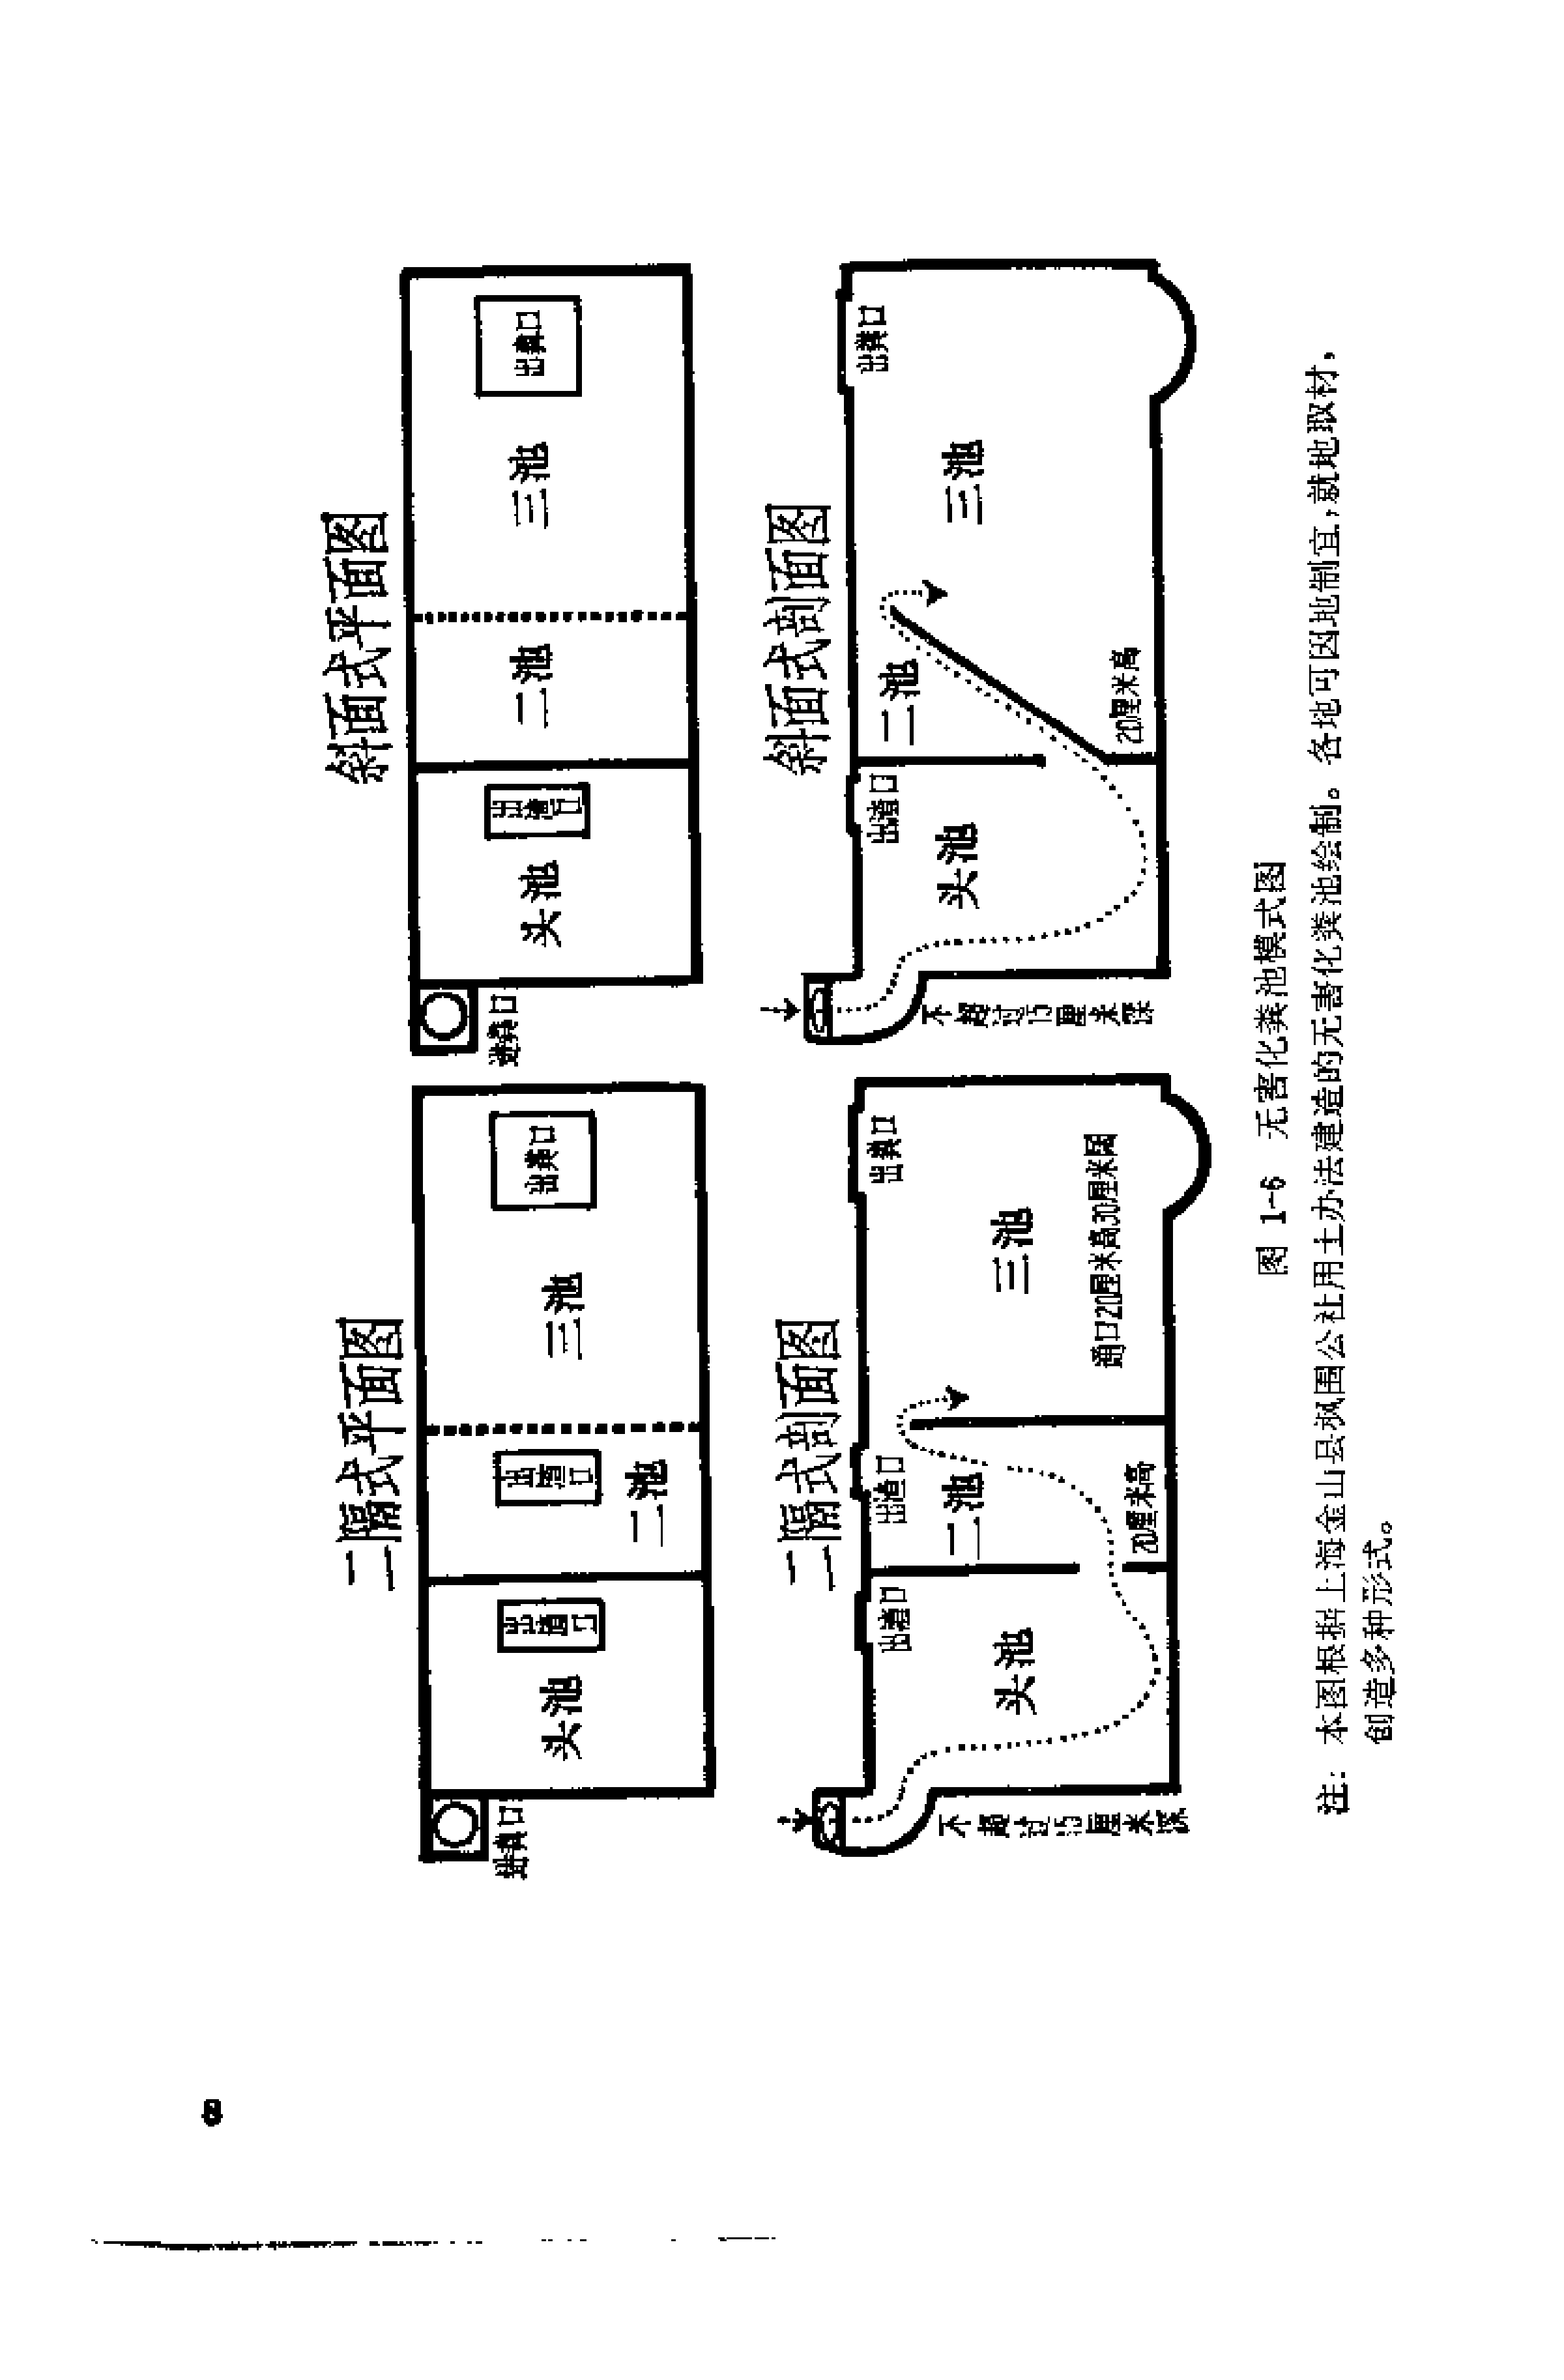 二隔式平面图
进粪口
头池
出渣口
出渣口
二池
三池
出粪口
斜面式平面图
进粪口
头池
出渣口
二池
三池
出粪口
二隔式剖面图
出渣口
出渣口
出粪口
头池
二池
三池
20厘米高
通口20厘米高30厘米阔
不超过15厘米深
斜面式剖面图
出渣口
出粪口
头池
二池
三池
20厘米高
不超过15厘米深
图 1-6 无害化粪池模式图
注: 本图根据上海金山县枫围公社用土办法建造的无害化粪池绘制。各地可因地制宜,就地取材,
创造多种形式。
8